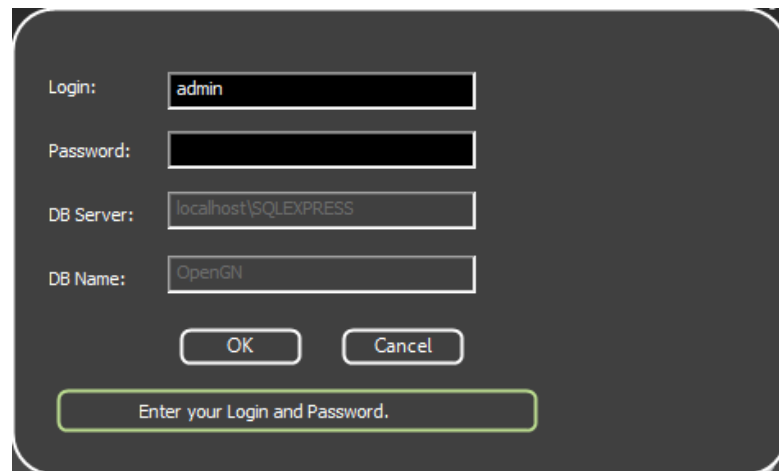 Login: admin
Password:
DB Server: localhost\SQLEXPRESS
DB Name: OpenGN
OK Cancel
Enter your Login and Password.